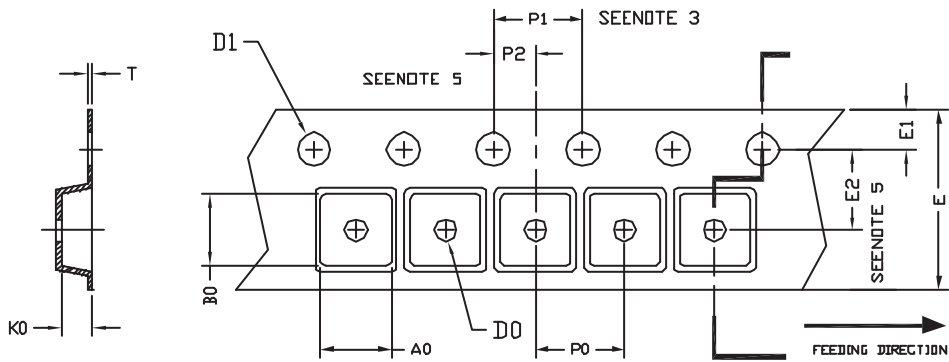 P1 SEENOTE 3
D1
P2
T
SEENOTE 5
E1
E2
E
SEENOTE 5
B0
K0
A0
D0
P0
FEEDING DIRECTION